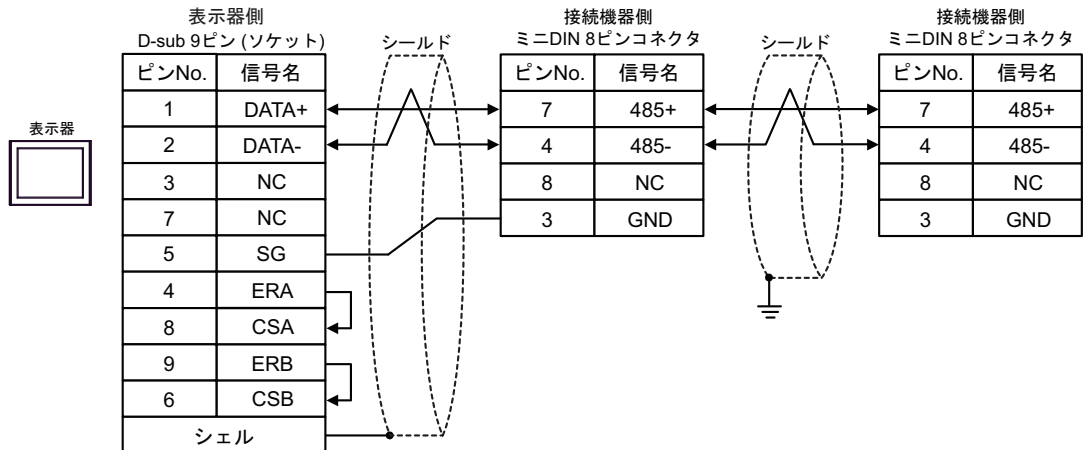 表示器側
D-sub 9ピン (ソケット)
シールド
接続機器側
ミニDIN 8ピンコネクタ
シールド
接続機器側
ミニDIN 8ピンコネクタ
表示器
ピンNo. 信号名
1 DATA+
2 DATA-
3 NC
7 NC
5 SG
4 ERA
8 CSA
9 ERB
6 CSB
シェル
ピンNo. 信号名
7 485+
4 485-
8 NC
3 GND
ピンNo. 信号名
7 485+
4 485-
8 NC
3 GND